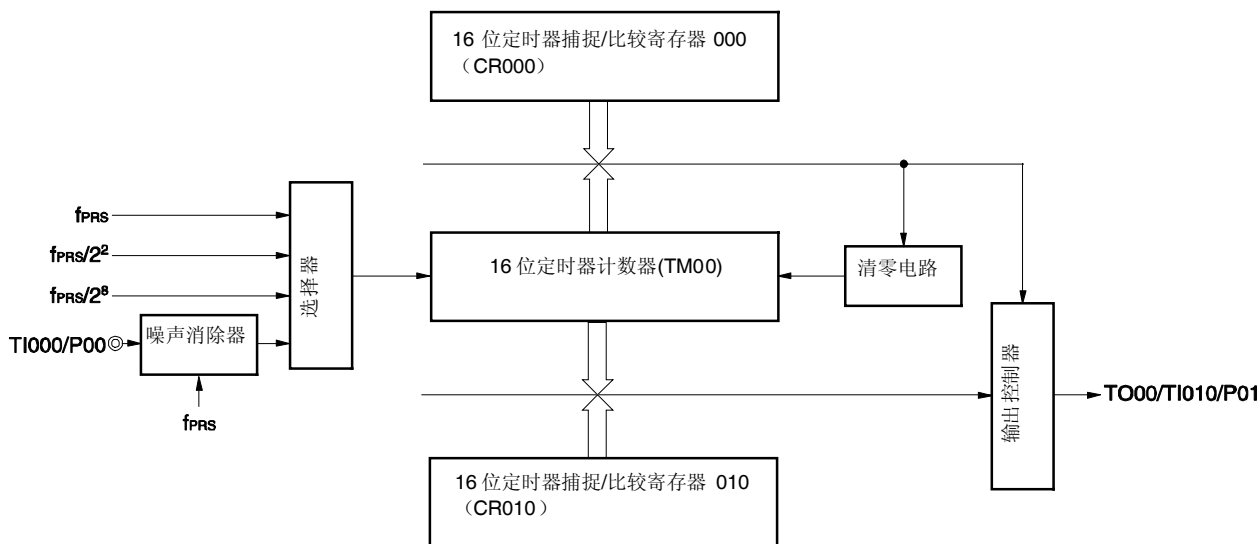 16 位定时器捕捉/比较寄存器 000
（CR000）
fPRS
fPRS/2²
fPRS/2⁸
TI000/P00
噪声消除器
fPRS
选择器
16 位定时器计数器(TM00)
清零电路
输出控制器
TO00/TI010/P01
16 位定时器捕捉/比较寄存器 010
（CR010）